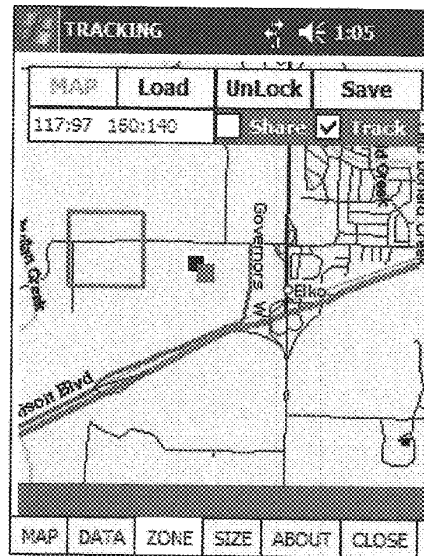 TRACKING 1:05
MAP Load UnLock Save
117:97 160:140 Share Track
Governors W
Elko
ason Blvd
MAP DATA ZONE SIZE ABOUT CLOSE